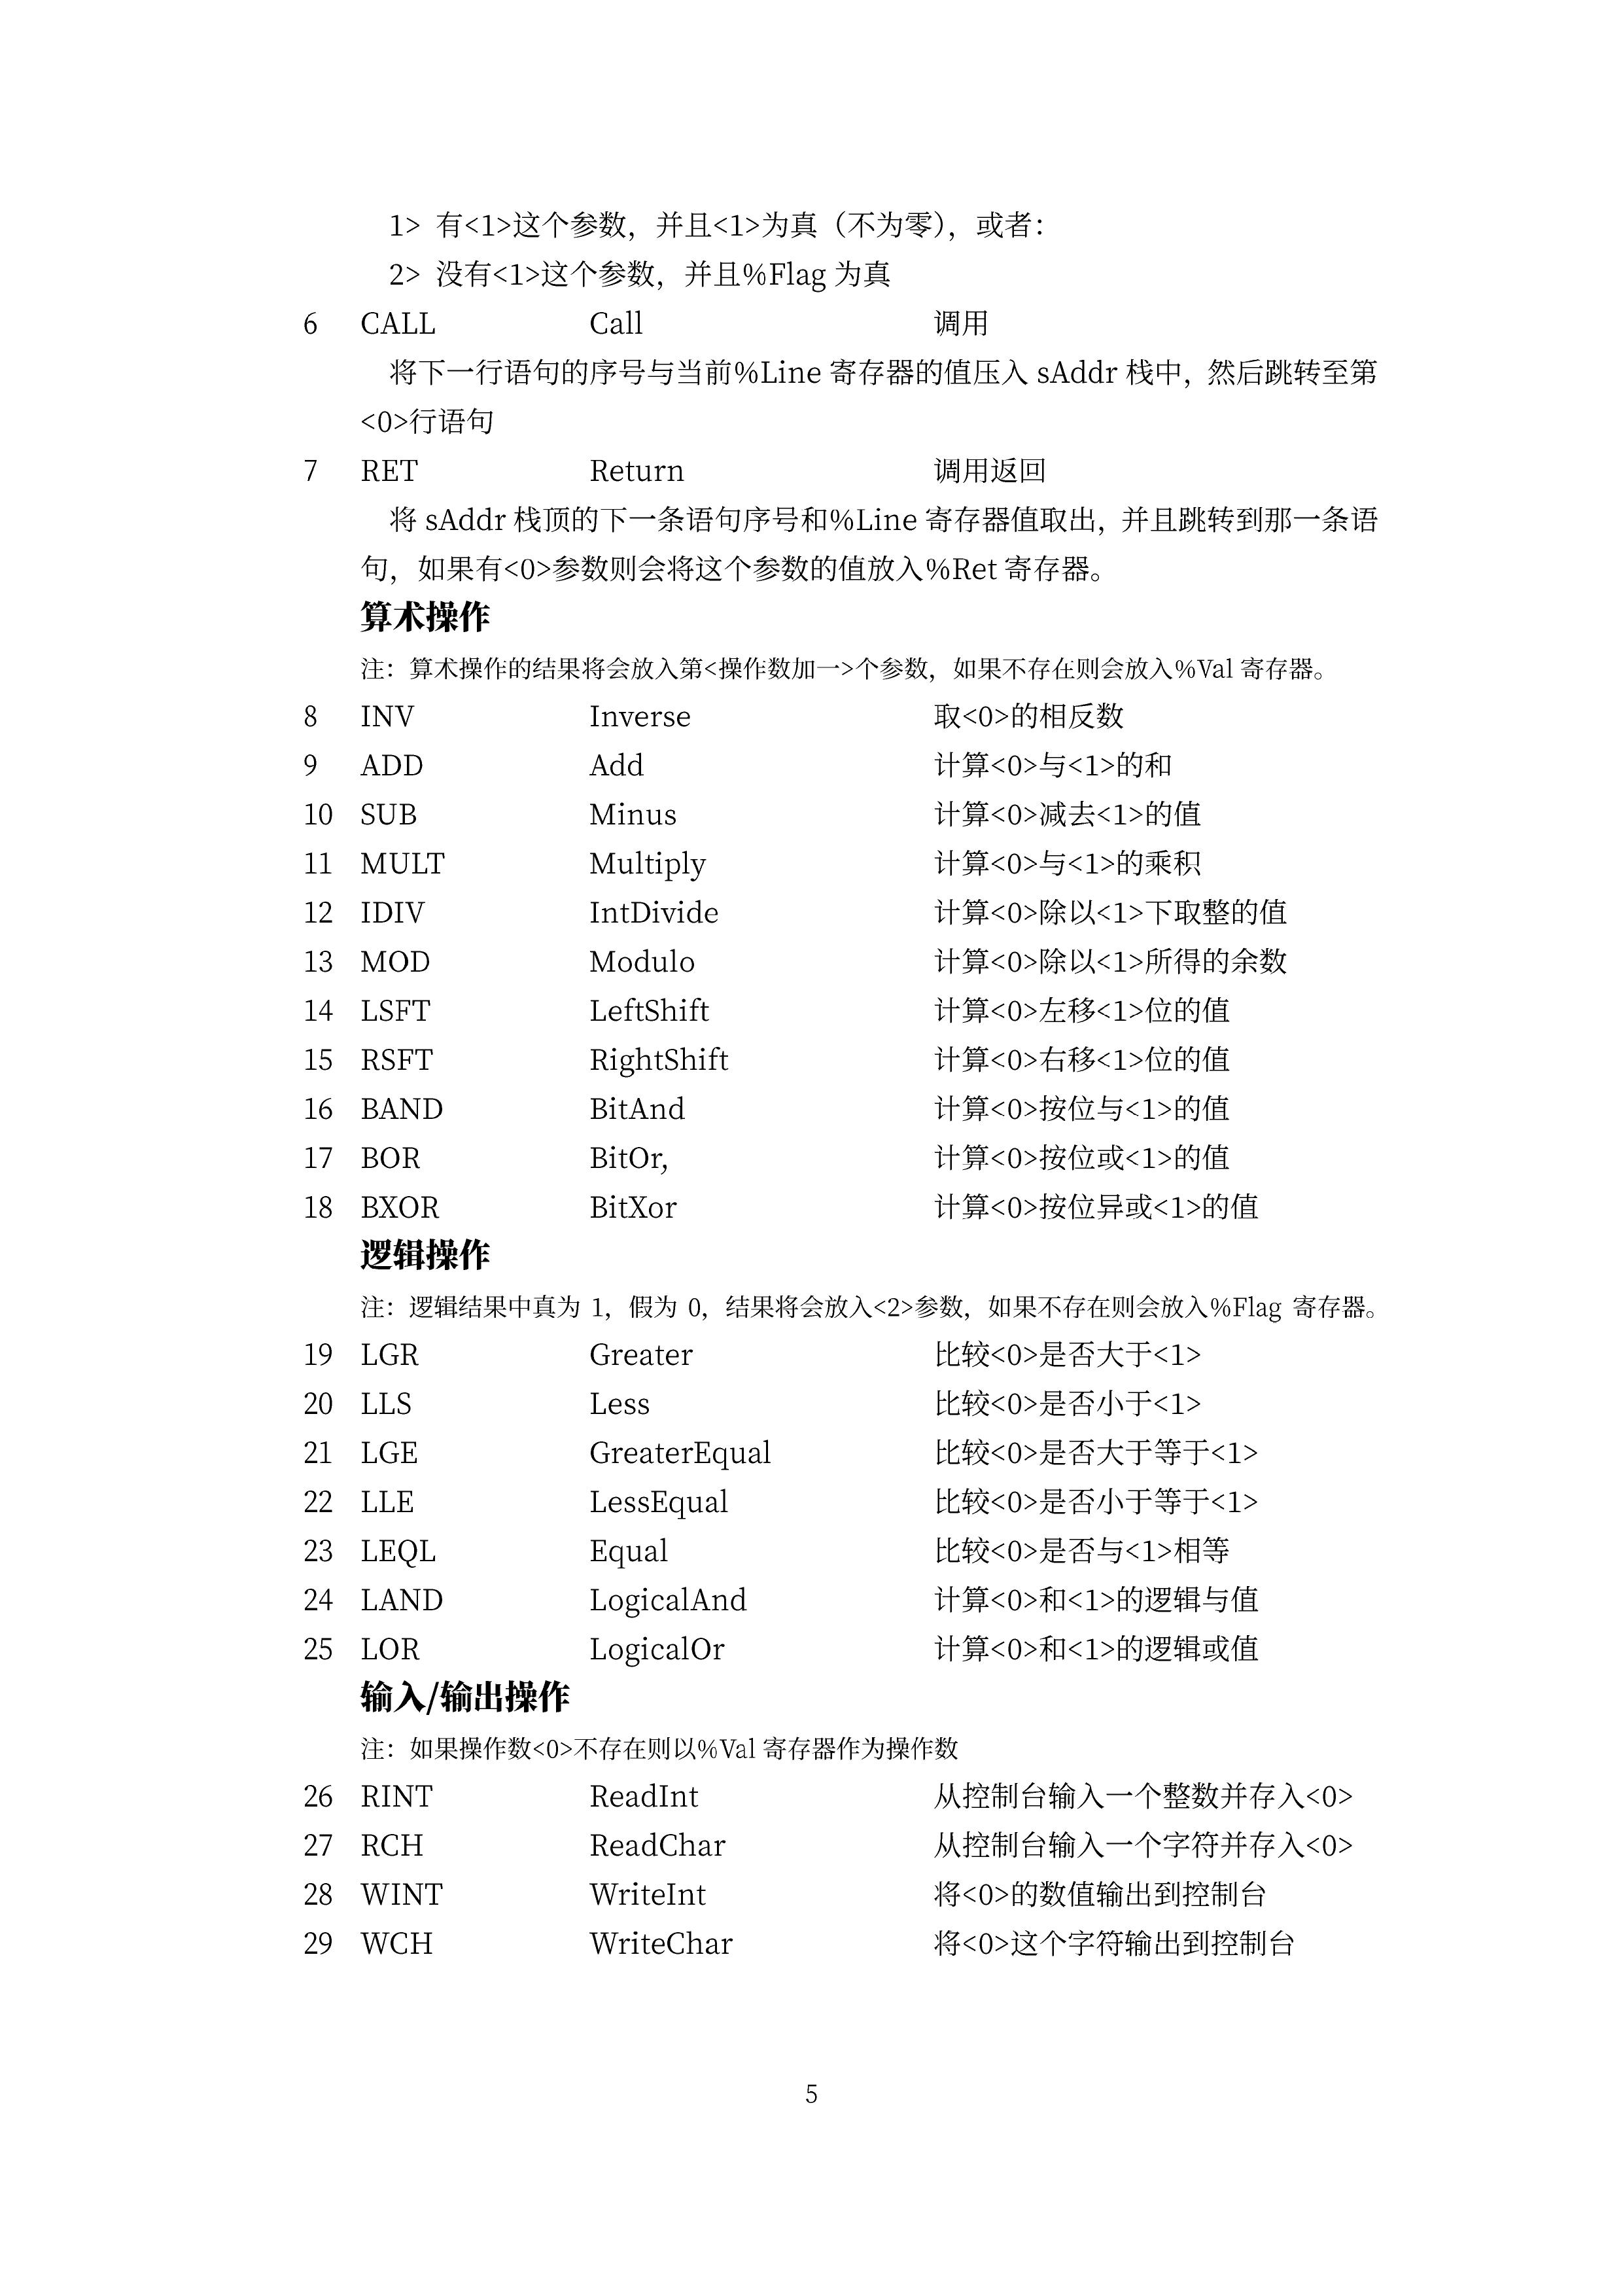 1> 有<1>这个参数，并且<1>为真（不为零），或者：
2> 没有<1>这个参数，并且%Flag 为真
6 CALL Call 调用
将下一行语句的序号与当前%Line 寄存器的值压入 sAddr 栈中，然后跳转至第
<0>行语句
7 RET Return 调用返回
将 sAddr 栈顶的下一条语句序号和%Line 寄存器值取出，并且跳转到那一条语
句，如果有<0>参数则会将这个参数的值放入%Ret 寄存器。
算术操作
注：算术操作的结果将会放入第<操作数加一>个参数，如果不存在则会放入%Val 寄存器。
8 INV Inverse 取<0>的相反数
9 ADD Add 计算<0>与<1>的和
10 SUB Minus 计算<0>减去<1>的值
11 MULT Multiply 计算<0>与<1>的乘积
12 IDIV IntDivide 计算<0>除以<1>下取整的值
13 MOD Modulo 计算<0>除以<1>所得的余数
14 LSFT LeftShift 计算<0>左移<1>位的值
15 RSFT RightShift 计算<0>右移<1>位的值
16 BAND BitAnd 计算<0>按位与<1>的值
17 BOR BitOr, 计算<0>按位或<1>的值
18 BXOR BitXor 计算<0>按位异或<1>的值
逻辑操作
注：逻辑结果中真为 1，假为 0，结果将会放入<2>参数，如果不存在则会放入%Flag 寄存器。
19 LGR Greater 比较<0>是否大于<1>
20 LLS Less 比较<0>是否小于<1>
21 LGE GreaterEqual 比较<0>是否大于等于<1>
22 LLE LessEqual 比较<0>是否小于等于<1>
23 LEQL Equal 比较<0>是否与<1>相等
24 LAND LogicalAnd 计算<0>和<1>的逻辑与值
25 LOR LogicalOr 计算<0>和<1>的逻辑或值
输入/输出操作
注：如果操作数<0>不存在则以%Val 寄存器作为操作数
26 RINT ReadInt 从控制台输入一个整数并存入<0>
27 RCH ReadChar 从控制台输入一个字符并存入<0>
28 WINT WriteInt 将<0>的数值输出到控制台
29 WCH WriteChar 将<0>这个字符输出到控制台
5